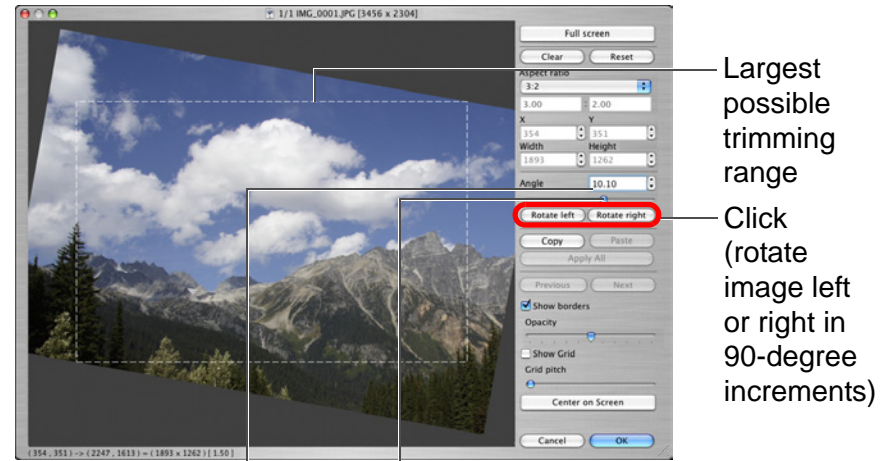 1/1 IMG_0001.JPG [3456 x 2304]
Full screen
Clear Reset
Aspect ratio
3:2
3.00 : 2.00
X Y
354 351
Width Height
1893 1262
Angle 10.10
Rotate left Rotate right
Copy Paste
Apply All
Previous Next
Show borders
Opacity
Show Grid
Grid pitch
Center on Screen
Cancel OK
( 354 , 351 ) -> ( 2247 , 1613 ) = ( 1893 x 1262 ) [ 1.50 ]
Largest
possible
trimming
range
Click
(rotate
image left
or right in
90-degree
increments)